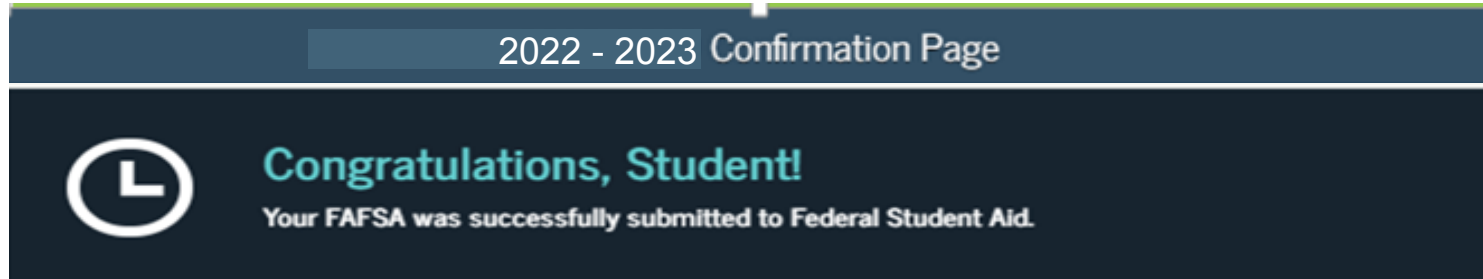 2022 - 2023 Confirmation Page
Congratulations, Student!
Your FAFSA was successfully submitted to Federal Student Aid.